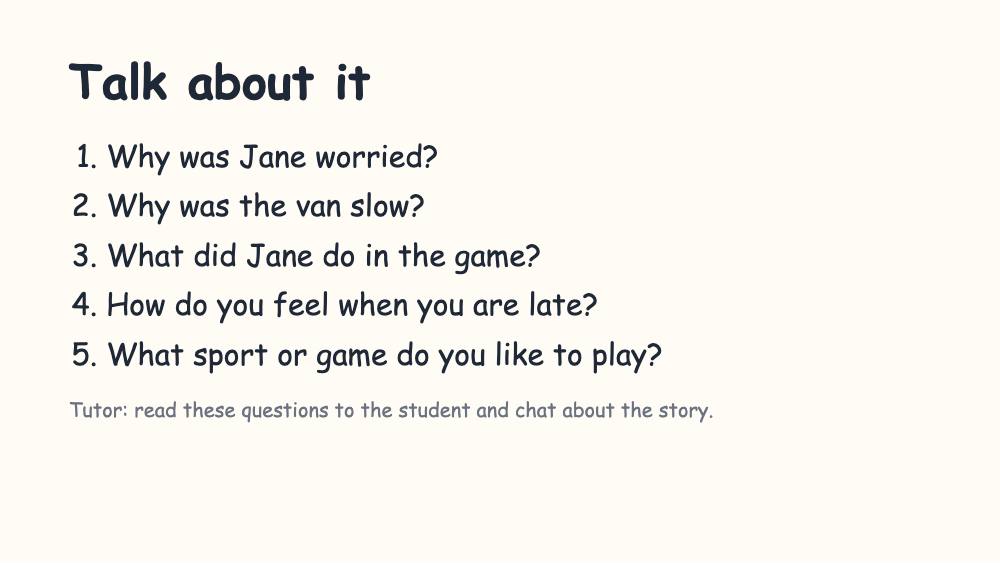 Talk about it
1. Why was Jane worried?
2. Why was the van slow?
3. What did Jane do in the game?
4. How do you feel when you are late?
5. What sport or game do you like to play?
Tutor: read these questions to the student and chat about the story.